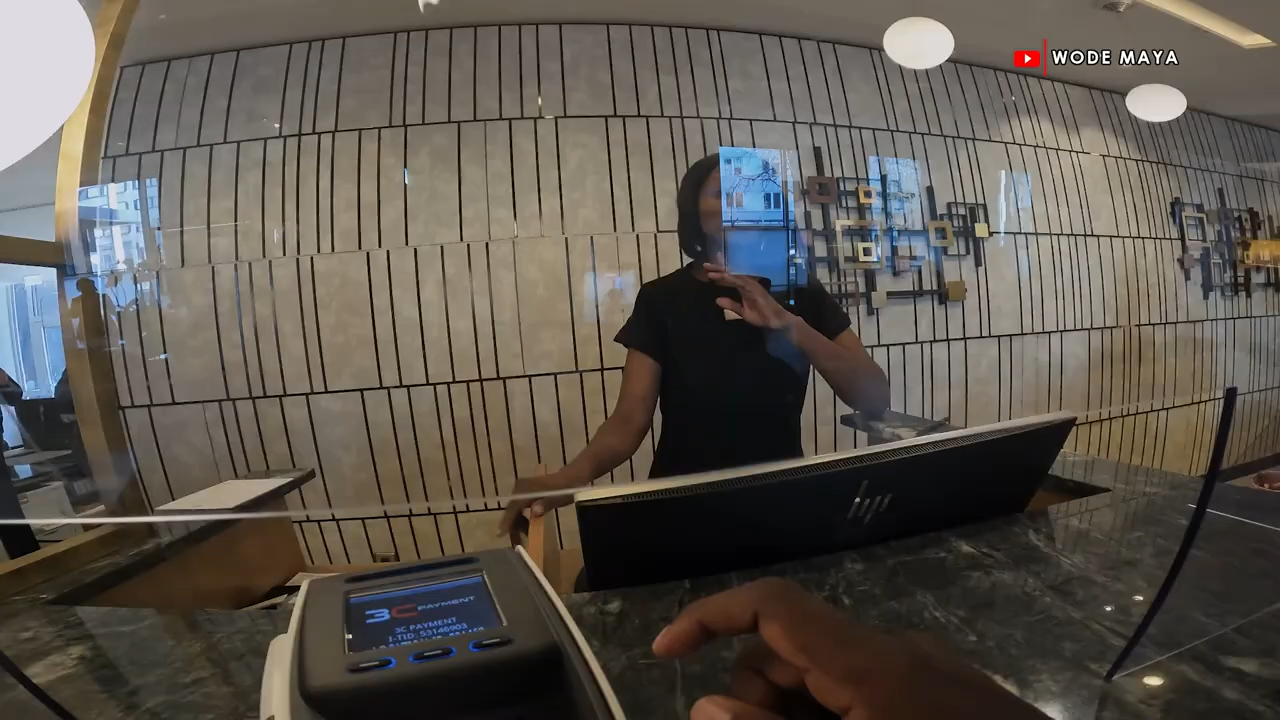 WODE MAYA
3C PAYMENT
3C PAYMENT
I-TID: 53146903
hp